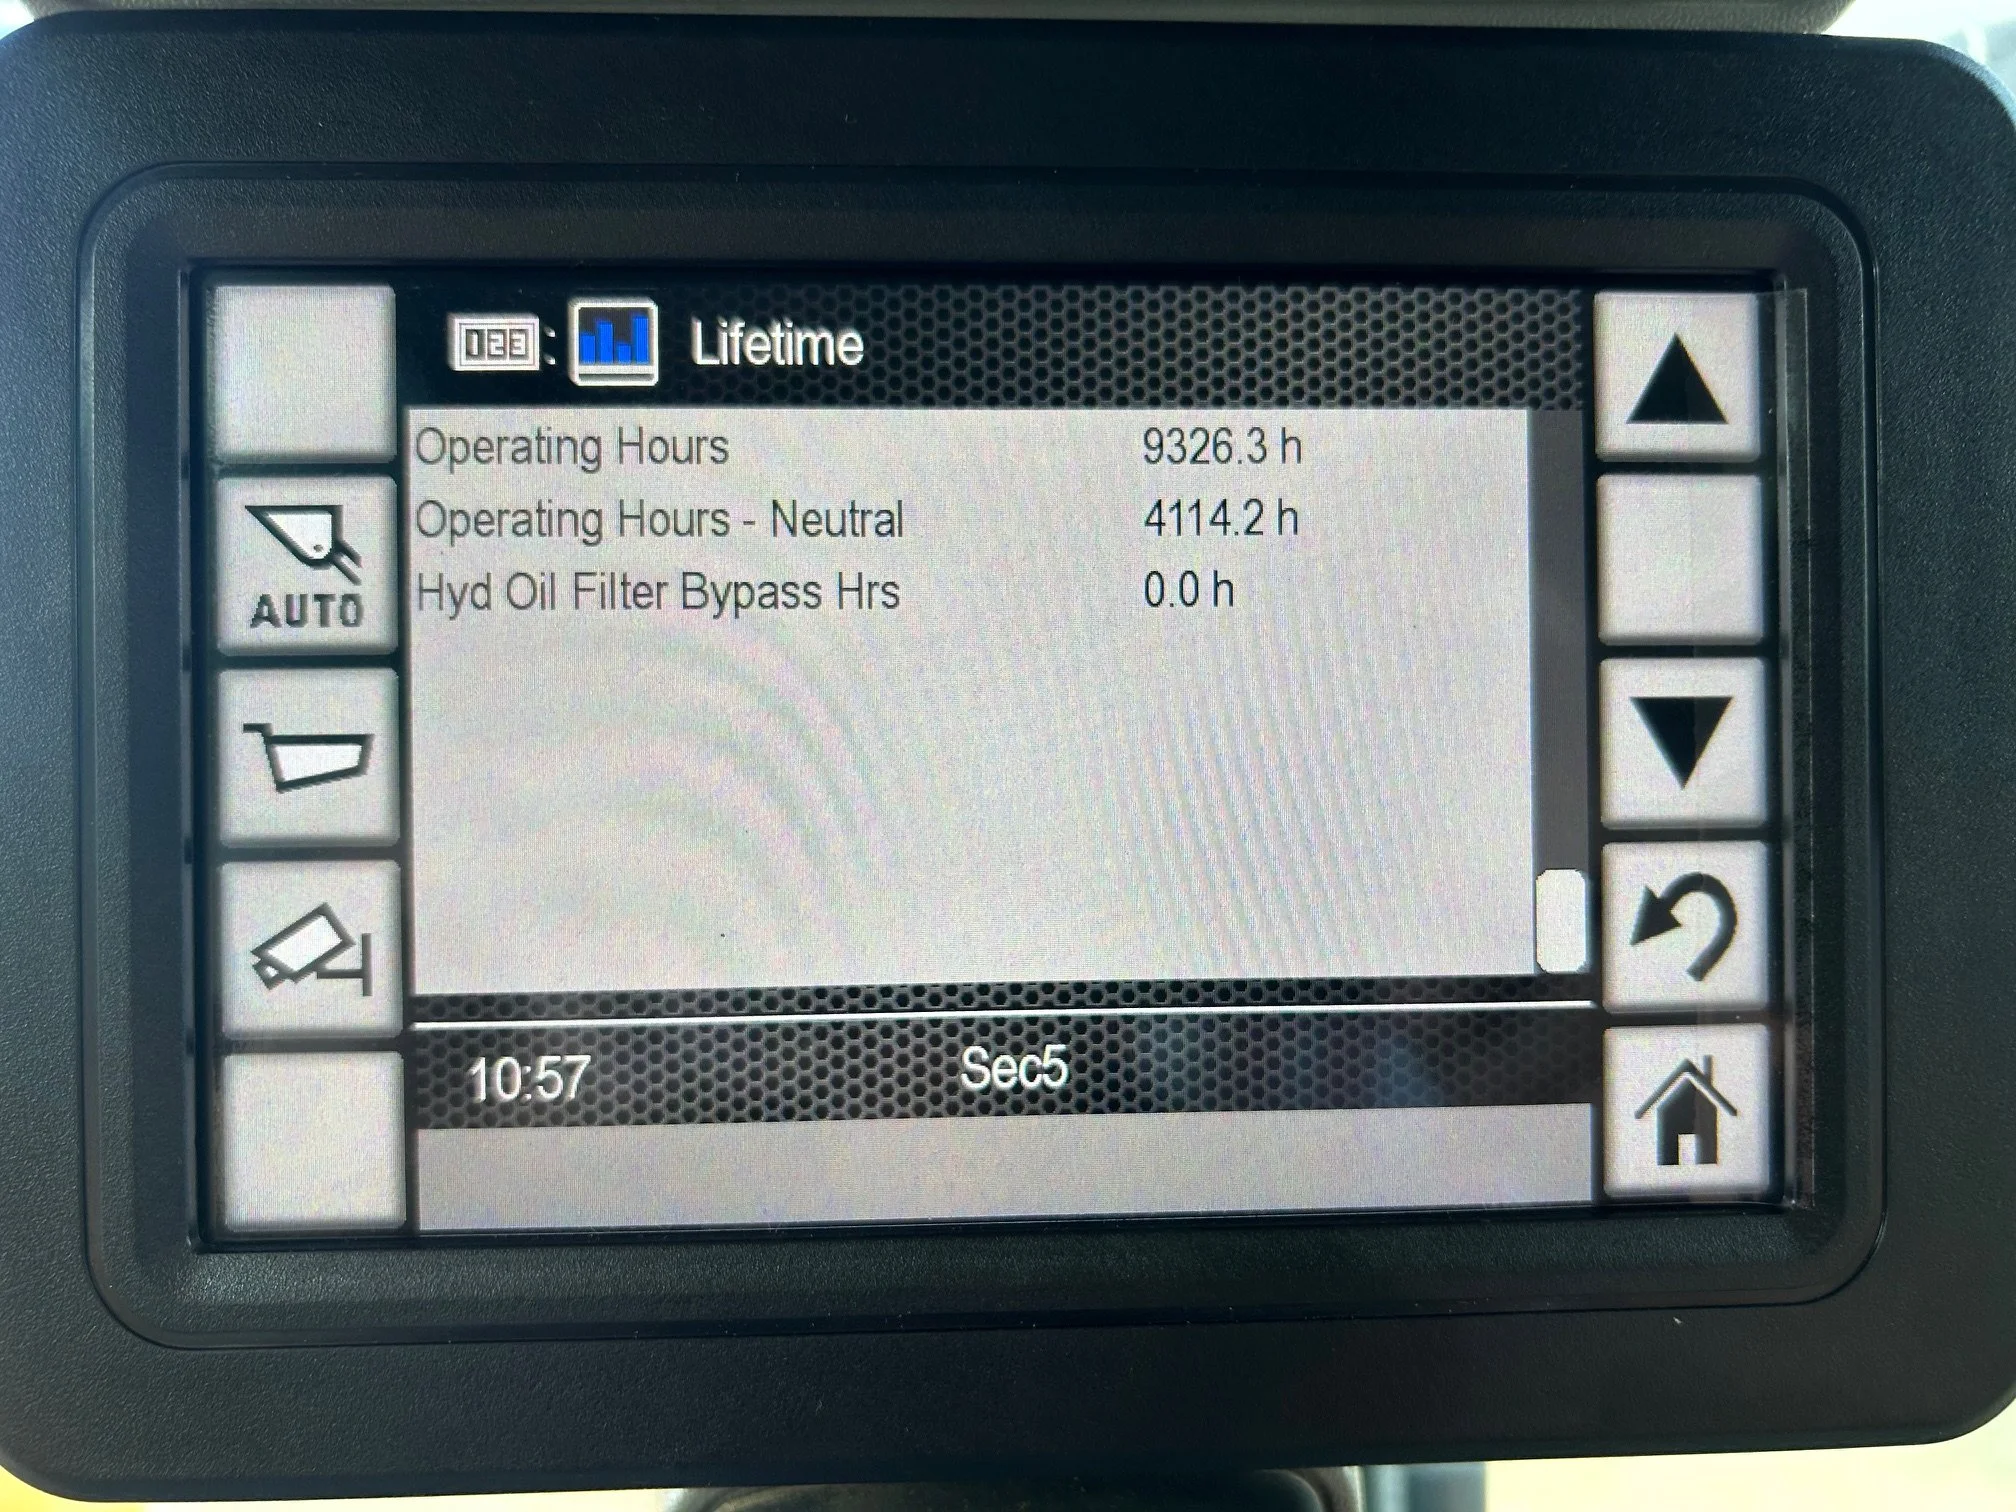 123 : Lifetime
Operating Hours 9326.3 h
Operating Hours - Neutral 4114.2 h
Hyd Oil Filter Bypass Hrs 0.0 h
AUTO
10:57 Sec5